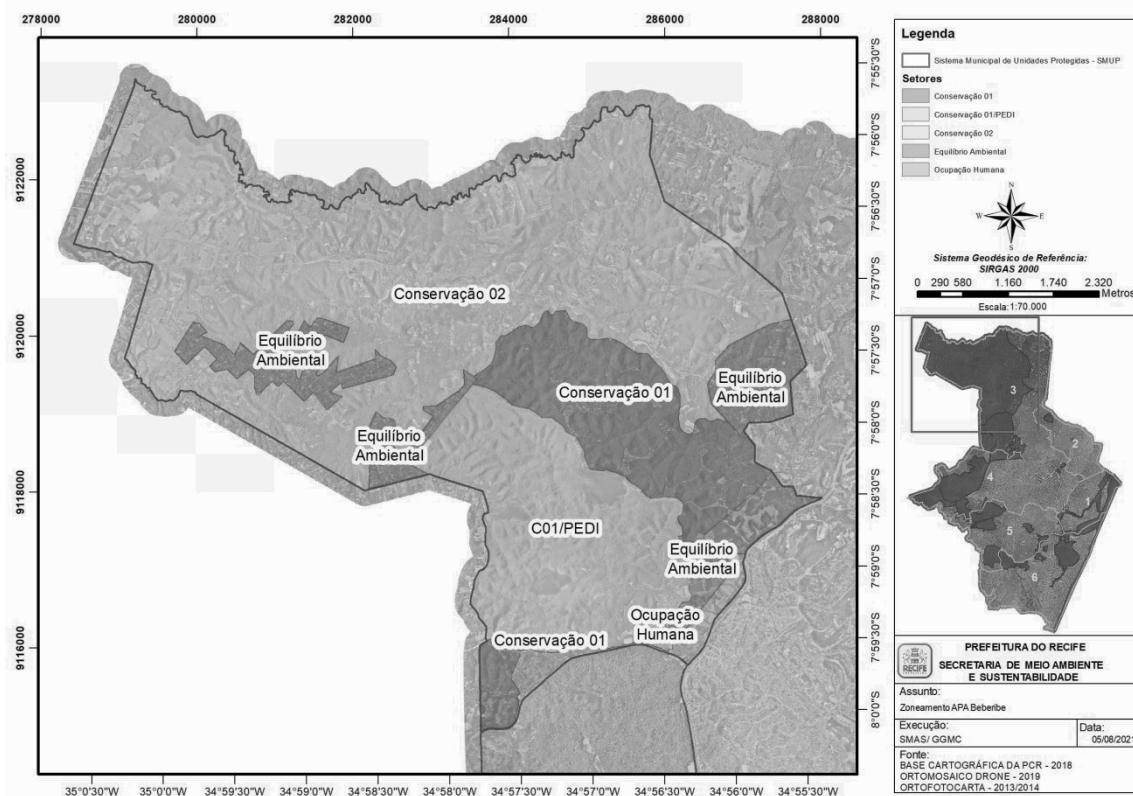 278000
280000
282000
284000
286000
288000
9122000
9120000
9118000
9116000
7°55'30"S
7°56'0"S
7°56'30"S
7°57'0"S
7°57'30"S
7°58'0"S
7°58'30"S
7°59'0"S
7°59'30"S
8°0'0"S
35°0'30"W
35°0'0"W
34°59'30"W
34°59'0"W
34°58'30"W
34°58'0"W
34°57'30"W
34°57'0"W
34°56'30"W
34°56'0"W
34°55'30"W
Conservação 02
Equilíbrio
Ambiental
Equilíbrio
Ambiental
Conservação 01
Equilíbrio
Ambiental
C01/PEDI
Equilíbrio
Ambiental
Ocupação
Humana
Conservação 01
Legenda
Sistema Municipal de Unidades Protegidas - SMUP
Setores
Conservação 01
Conservação 01/PEDI
Conservação 02
Equilíbrio Ambiental
Ocupação Humana
N
W
E
S
Sistema Geodésico de Referência:
SIRGAS 2000
0 290 580 1.160 1.740 2.320
Metros
Escala:1:70.000
3
2
4
1
5
6
RECIFE
PREFEITURA DO RECIFE
SECRETARIA DE MEIO AMBIENTE
E SUSTENTABILIDADE
Assunto:
Zoneamento APA Beberibe
Execução:
SMAS/ GGMC
Data:
05/08/2021
Fonte:
BASE CARTOGRÁFICA DA PCR - 2018
ORTOMOSAICO DRONE - 2019
ORTOFOTOCARTA - 2013/2014